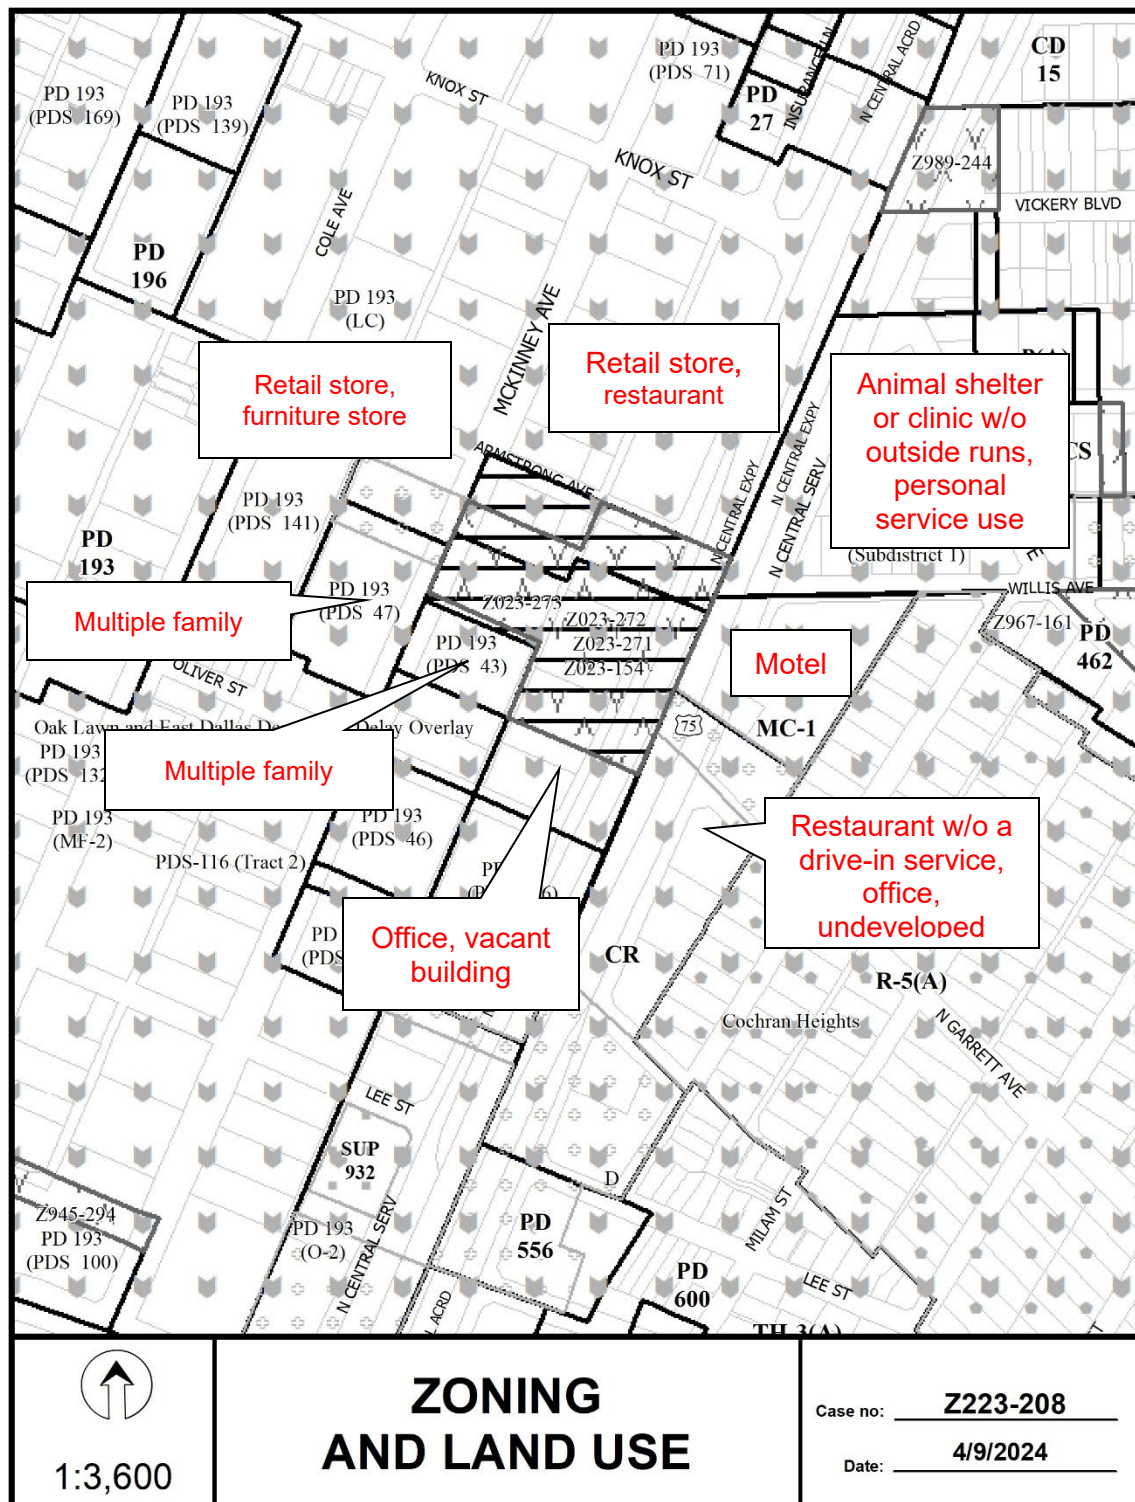 PD 193
(PDS 169)
PD 193
(PDS 139)
KNOX ST
PD 193
(PDS 71)
PD
27
INSURANCE LN
N CENTRAL ACRD
CD
15
Z989-244
KNOX ST
VICKERY BLVD
COLE AVE
PD
196
PD 193
(LC)
MCKINNEY AVE
Retail store,
furniture store
Retail store,
restaurant
Animal shelter
or clinic w/o
outside runs,
personal
service use
CS
(Subdistrict 1)
N CENTRAL EXPY
N CENTRAL EXPY
N CENTRAL SERV
ARMSTRONG AVE
PD 193
(PDS 141)
PD
193
PD 193
(PDS 47)
Multiple family
Z023-273
Z023-272
Z023-271
Z023-154
WILLIS AVE
Z967-161
PD
462
PD 193
(PDS 43)
Motel
OLIVER ST
75
MC-1
Oak Lawn and East Dallas De
Delay Overlay
PD 193
(PDS 132
Multiple family
PD 193
(MF-2)
PDS-116 (Tract 2)
PD 193
(PDS 46)
Restaurant w/o a
drive-in service,
office,
undeveloped
Office, vacant
building
PD
(PDS
CR
R-5(A)
Cochran Heights
N GARRETT AVE
LEE ST
SUP
932
D
MILAM ST
Z945-294
PD 193
(PDS 100)
PD 193
(O-2)
N CENTRAL SERV
PD
556
PD
600
LEE ST
TH-3(A)
L ACRD
1:3,600
ZONING
AND LAND USE
Case no: Z223-208
Date: 4/9/2024